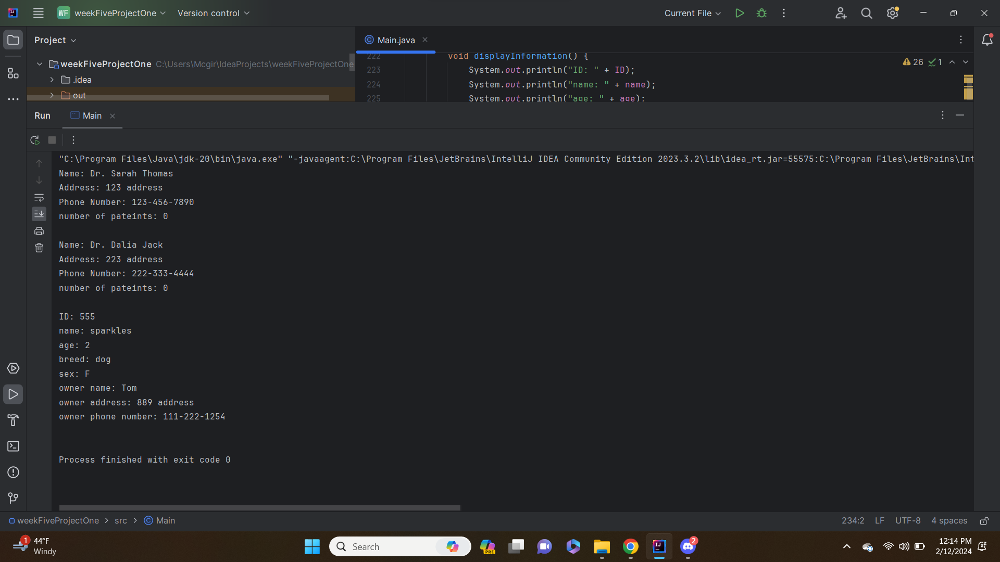 WF weekFiveProjectOne Version control Current File
Project
Main.java
weekFiveProjectOne C:\Users\Mcgir\IdeaProjects\weekFiveProjectOne
.idea
out
222 void displayInformation() {
223 System.out.println("ID: " + ID);
224 System.out.println("name: " + name);
225 System.out.println("age: " + age);
26 1
Run Main
"C:\Program Files\Java\jdk-20\bin\java.exe" "-javaagent:C:\Program Files\JetBrains\IntelliJ IDEA Community Edition 2023.3.2\lib\idea_rt.jar=55575:C:\Program Files\JetBrains\Int
Name: Dr. Sarah Thomas
Address: 123 address
Phone Number: 123-456-7890
number of pateints: 0
Name: Dr. Dalia Jack
Address: 223 address
Phone Number: 222-333-4444
number of pateints: 0
ID: 555
name: sparkles
age: 2
breed: dog
sex: F
owner name: Tom
owner address: 889 address
owner phone number: 111-222-1254
Process finished with exit code 0
weekFiveProjectOne > src > Main
234:2 LF UTF-8 4 spaces
1 44°F
Windy
Search
PRE
IJ
2
12:14 PM
2/12/2024